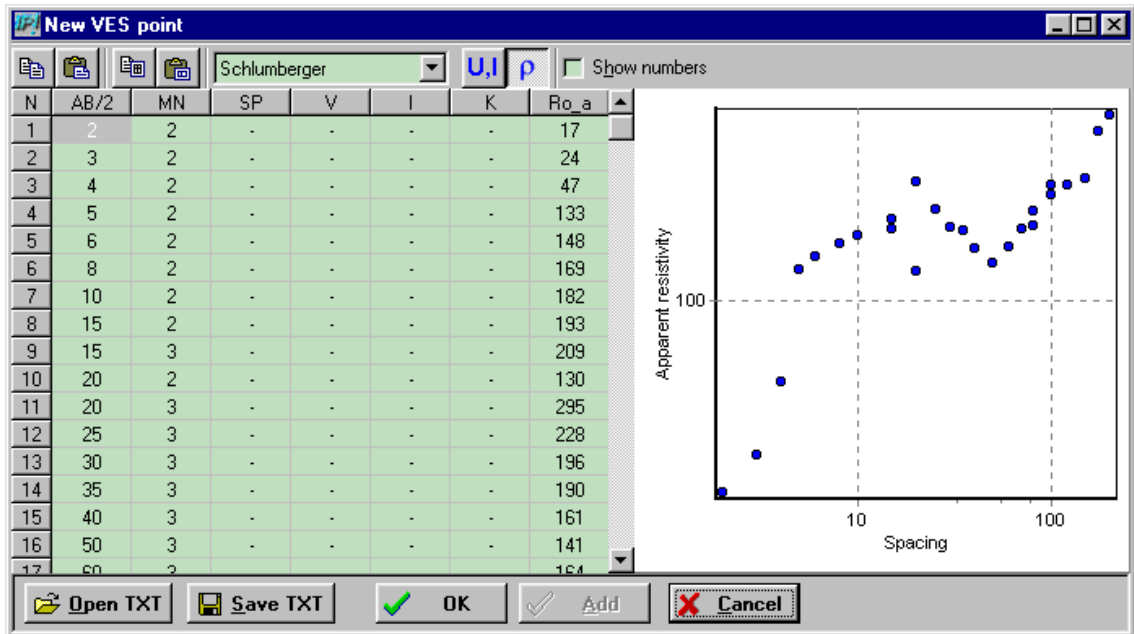 New VES point
Schlumberger U,I ρ Show numbers
N AB/2 MN SP V I K Ro_a
1 2 2 - - - - 17
2 3 2 - - - - 24
3 4 2 - - - - 47
4 5 2 - - - - 133
5 6 2 - - - - 148
6 8 2 - - - - 169
7 10 2 - - - - 182
8 15 2 - - - - 193
9 15 3 - - - - 209
10 20 2 - - - - 130
11 20 3 - - - - 295
12 25 3 - - - - 228
13 30 3 - - - - 196
14 35 3 - - - - 190
15 40 3 - - - - 161
16 50 3 - - - - 141
17 60 3 - - - - 164
Apparent resistivity
100
10 100
Spacing
Open TXT Save TXT OK Add Cancel